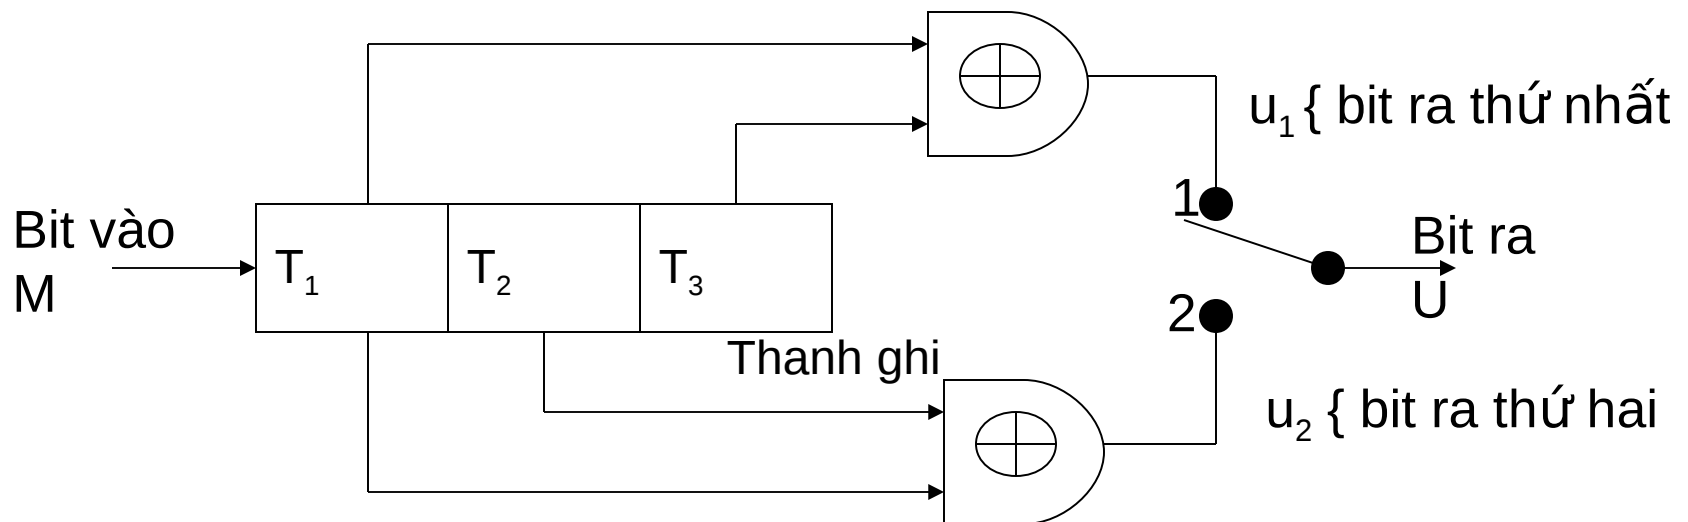 u1 { bit ra thứ nhất
1
Bit vào
M
T1
T2
T3
Bit ra
U
2
Thanh ghi
u2 { bit ra thứ hai